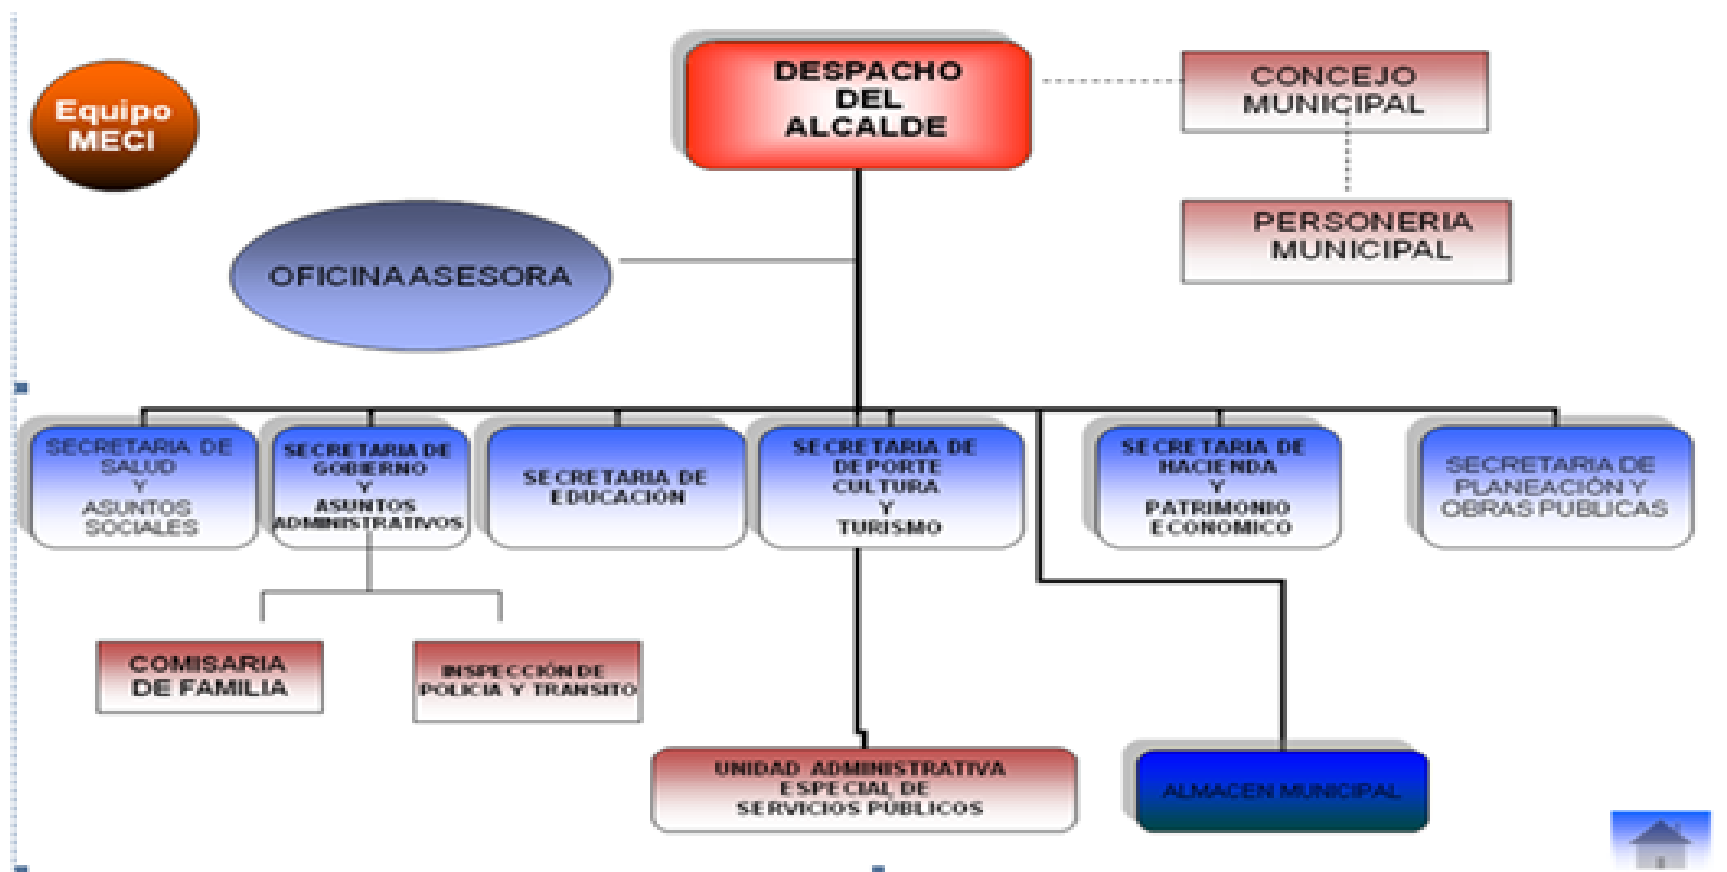 Equipo
MECI
DESPACHO
DEL
ALCALDE
CONCEJO
MUNICIPAL
PERSONERIA
MUNICIPAL
OFICINA ASESORA
SECRETARIA DE
SALUD
Y
ASUNTOS
SOCIALES
SECRETARIA DE
GOBIERNO
Y
ASUNTOS
ADMINISTRATIVOS
SECRETARIA DE
EDUCACIÓN
SECRETARIA DE
DEPORTE
CULTURA
Y
TURISMO
SECRETARIA DE
HACIENDA
Y
PATRIMONIO
ECONOMICO
SECRETARIA DE
PLANEACIÓN Y
OBRAS PUBLICAS
COMISARIA
DE FAMILIA
INSPECCIÓN DE
POLICIA Y TRANSITO
UNIDAD ADMINISTRATIVA
ESPECIAL DE
SERVICIOS PÚBLICOS
ALMACEN MUNICIPAL